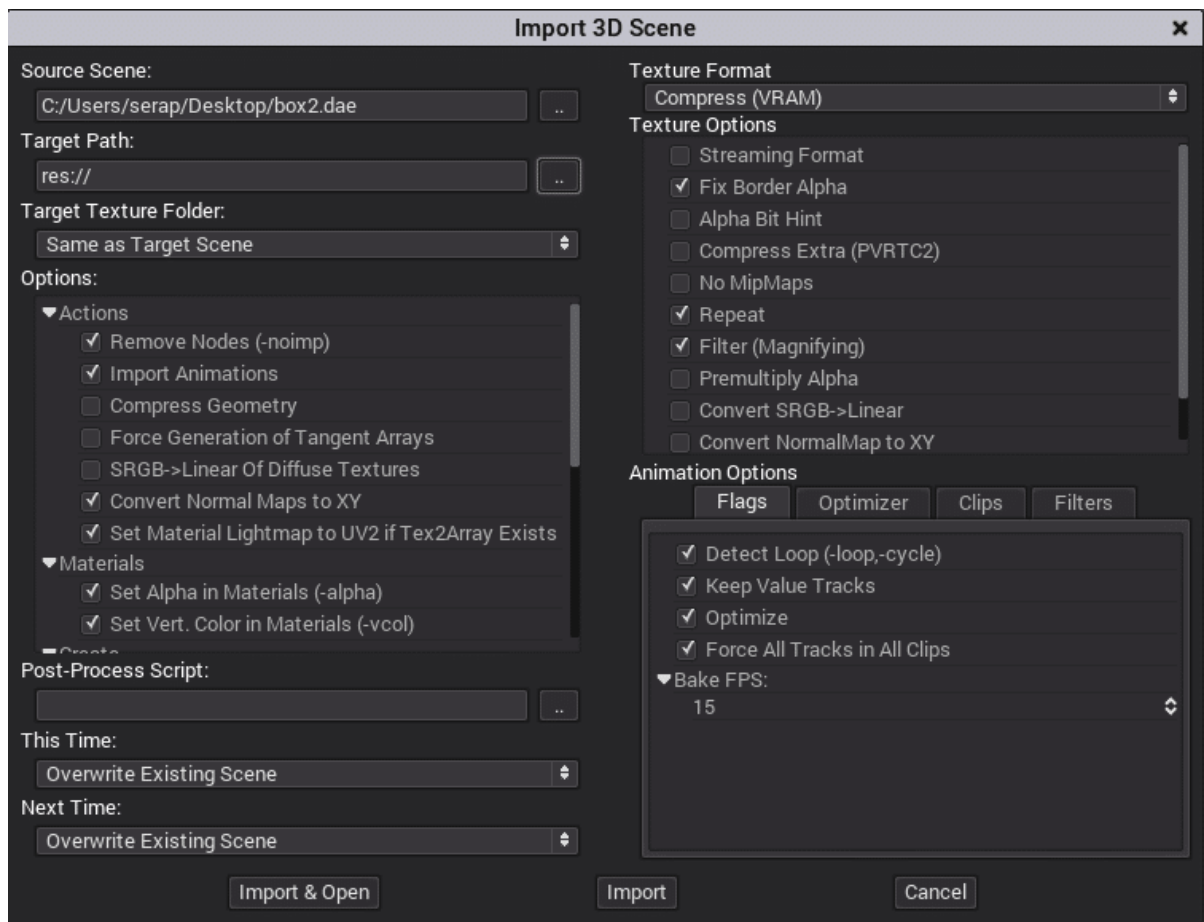 Import 3D Scene
Source Scene:
C:/Users/serap/Desktop/box2.dae
..
Target Path:
res://
..
Target Texture Folder:
Same as Target Scene
Options:
Actions
Remove Nodes (-noimp)
Import Animations
Compress Geometry
Force Generation of Tangent Arrays
SRGB->Linear Of Diffuse Textures
Convert Normal Maps to XY
Set Material Lightmap to UV2 if Tex2Array Exists
Materials
Set Alpha in Materials (-alpha)
Set Vert. Color in Materials (-vcol)
Create
Post-Process Script:
..
This Time:
Overwrite Existing Scene
Next Time:
Overwrite Existing Scene
Texture Format
Compress (VRAM)
Texture Options
Streaming Format
Fix Border Alpha
Alpha Bit Hint
Compress Extra (PVRTC2)
No MipMaps
Repeat
Filter (Magnifying)
Premultiply Alpha
Convert SRGB->Linear
Convert NormalMap to XY
Animation Options
Flags Optimizer Clips Filters
Detect Loop (-loop,-cycle)
Keep Value Tracks
Optimize
Force All Tracks in All Clips
Bake FPS:
15
Import & Open Import Cancel